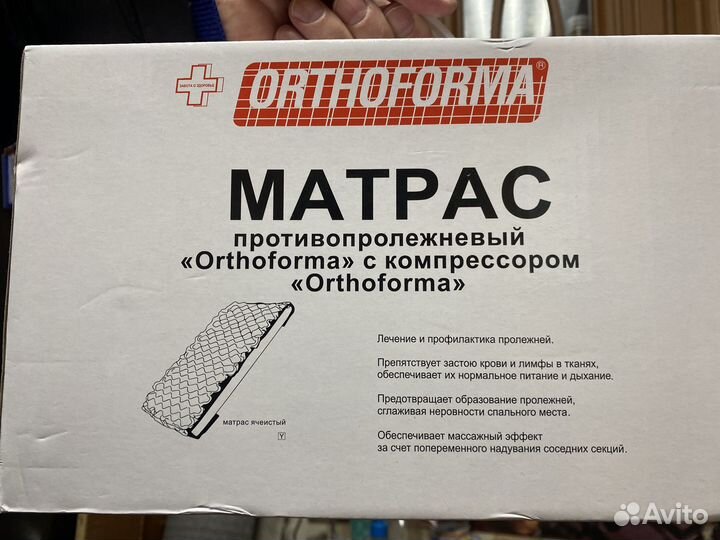 ЗАБОТА О ЗДОРОВЬЕ
ORTHOFORMA®
МАТРАС
противопролежневый
«Orthoforma» с компрессором
«Orthoforma»
Лечение и профилактика пролежней.
Препятствует застою крови и лимфы в тканях,
обеспечивает их нормальное питание и дыхание.
Предотвращает образование пролежней,
сглаживая неровности спального места.
Обеспечивает массажный эффект
за счет попеременного надувания соседних секций.
матрас ячеистый
Y
Avito